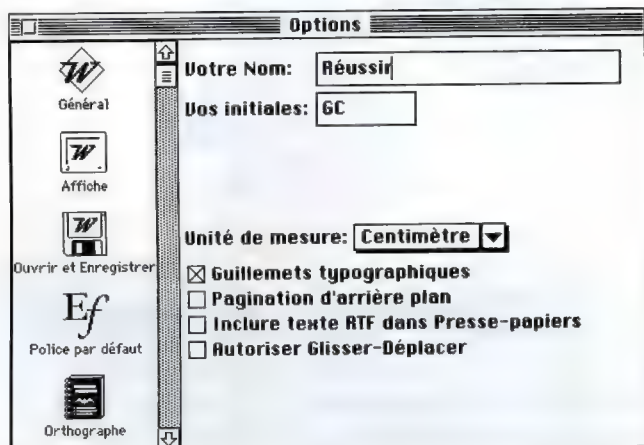 Options
Général
Affiche
Ouvrir et Enregistrer
Ef
Police par défaut
Orthographe
Votre Nom: Réussir
Vos initiales: GC
Unité de mesure: Centimètre
Guillemets typographiques
Pagination d'arrière plan
Inclure texte RTF dans Presse-papiers
Autoriser Glisser-Déplacer